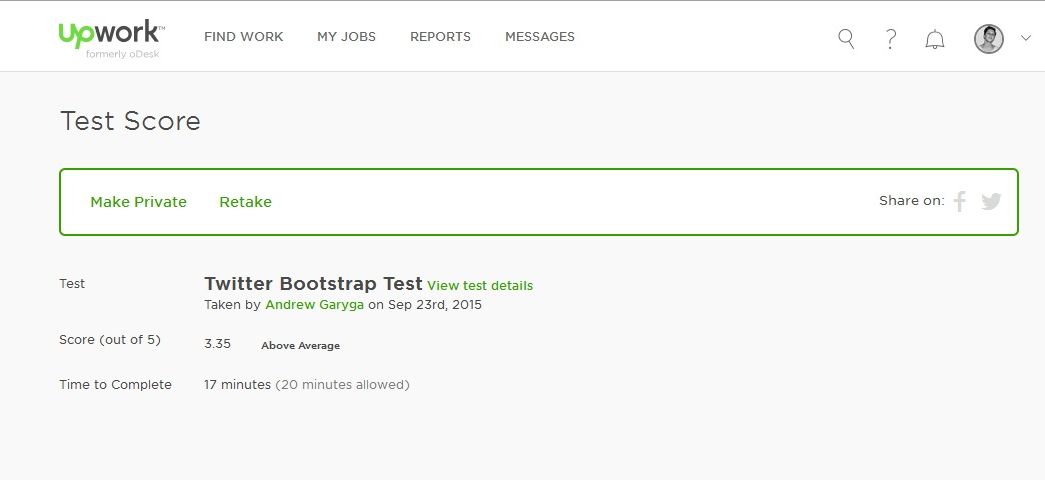 upwork™
formerly oDesk
FIND WORK MY JOBS REPORTS MESSAGES
Test Score
Make Private Retake Share on:
Test Twitter Bootstrap Test View test details
Taken by Andrew Garyga on Sep 23rd, 2015
Score (out of 5) 3.35 Above Average
Time to Complete 17 minutes (20 minutes allowed)